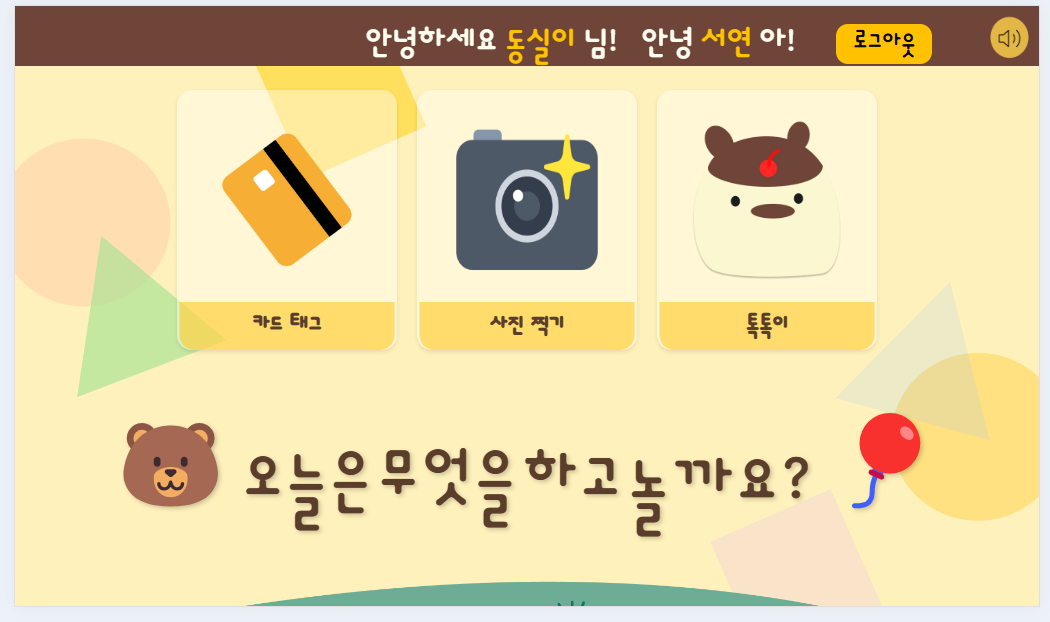 안녕하세요 동실이 님! 안녕 서연 아!
로그아웃
카드 태그
사진 찍기
톡톡이
오늘은무엇을하고놀까요?